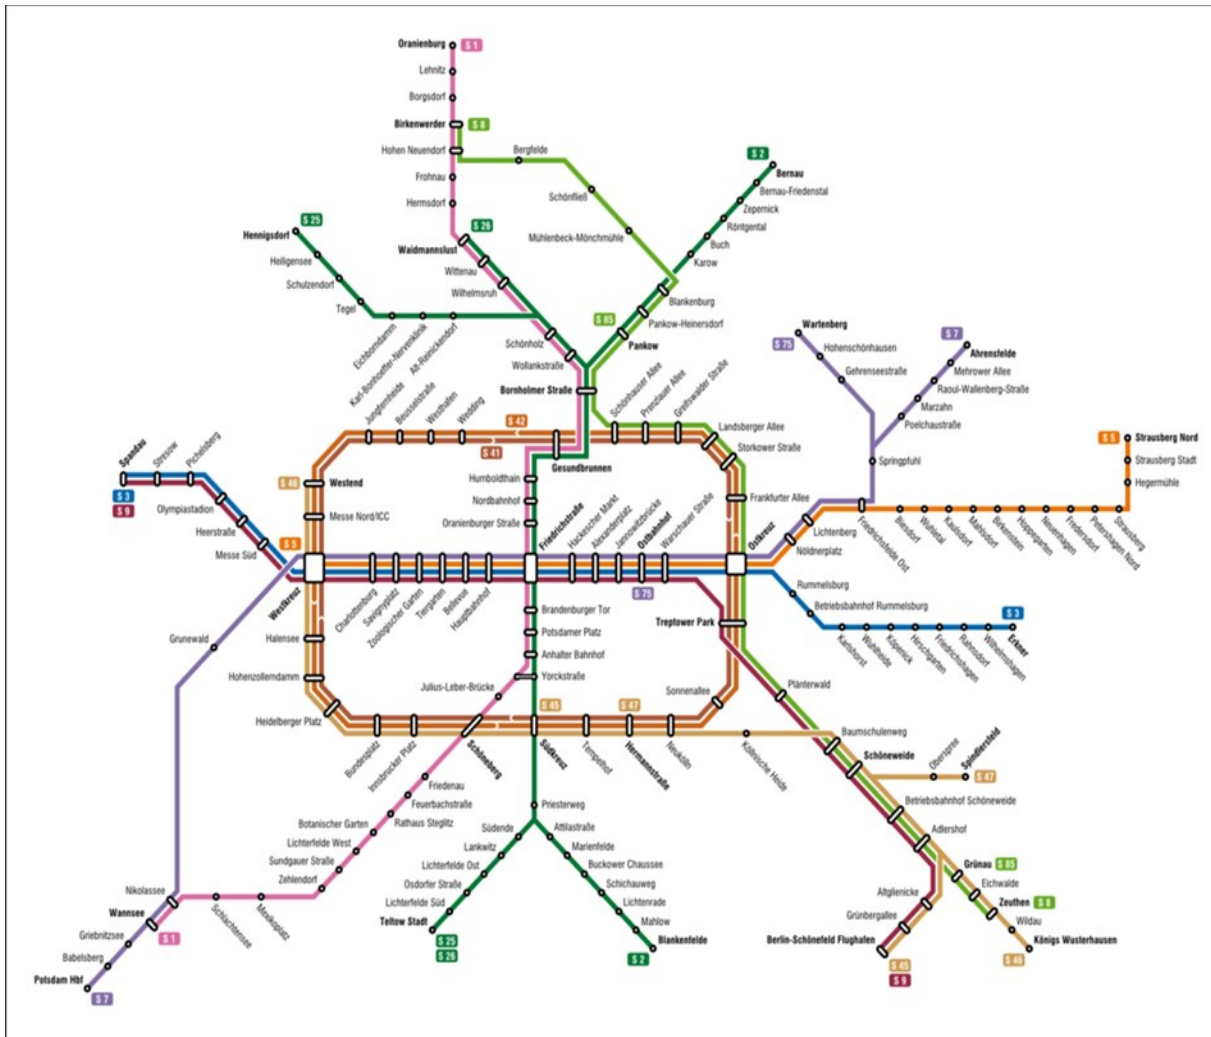 Oranienburg
S 1
Lehnitz
Borgsdorf
Birkenwerder
S 8
Hohen Neuendorf
Bergfelde
Frohnau
Schönfließ
Hermsdorf
Mühlenbeck-Mönchmühle
S 2
Bernau
Bernau-Friedenstal
Zepernick
Röntgental
Buch
Karow
Blankenburg
Pankow-Heinersdorf
S 85
Pankow
S 25
Hennigsdorf
Heiligensee
Schulzendorf
Tegel
Eichborndamm
Karl-Bonhoeffer-Nervenklinik
Alt-Reinickendorf
S 26
Waidmannslust
Wittenau
Wilhelmsruh
Schönholz
Wollankstraße
Bornholmer Straße
Wartenberg
S 75
Hohenschönhausen
Gehrenseestraße
S 7
Ahrensfelde
Mehrower Allee
Raoul-Wallenberg-Straße
Marzahn
Poelchaustraße
Springpfuhl
Jungfernheide
Beusselstraße
Westhafen
Wedding
S 42
S 41
Gesundbrunnen
Schönhauser Allee
Prenzlauer Allee
Greifswalder Straße
Landsberger Allee
Storkower Straße
Frankfurter Allee
S 5
Strausberg Nord
Strausberg Stadt
Hegermühle
Strausberg
Petershagen Nord
Fredersdorf
Neuenhagen
Hoppegarten
Birkenstein
Mahlsdorf
Kaulsdorf
Wuhletal
Biesdorf
Friedrichsfelde Ost
Lichtenberg
Nöldnerplatz
Spandau
S 3
S 9
Stresow
Pichelsberg
Olympiastadion
Heerstraße
Messe Süd
S 46
Westend
Messe Nord/ICC
S 5
Westkreuz
Charlottenburg
Savignyplatz
Zoologischer Garten
Tiergarten
Bellevue
Hauptbahnhof
Humboldthain
Nordbahnhof
Oranienburger Straße
Friedrichstraße
Hackescher Markt
Alexanderplatz
Jannowitzbrücke
Ostbahnhof
Warschauer Straße
S 75
Ostkreuz
Rummelsburg
Betriebsbahnhof Rummelsburg
Karlshorst
Wuhlheide
Köpenick
Hirschgarten
Friedrichshagen
Rahnsdorf
Wilhelmshagen
Erkner
S 3
Brandenburger Tor
Potsdamer Platz
Anhalter Bahnhof
Yorckstraße
Treptower Park
Grunewald
Halensee
Hohenzollerndamm
Heidelberger Platz
Bundesplatz
Innsbrucker Platz
Schöneberg
Julius-Leber-Brücke
S 45
Südkreuz
Tempelhof
S 47
Hermannstraße
Neukölln
Sonnenallee
Köllnische Heide
Plänterwald
Baumschulenweg
Schöneweide
Oberspree
Spindlersfeld
S 47
Betriebsbahnhof Schöneweide
Adlershof
Grünau
S 85
Eichwalde
Zeuthen
S 8
Wildau
Königs Wusterhausen
S 46
Altglienicke
Grünbergallee
Berlin-Schönefeld Flughafen
S 45
S 9
Friedenau
Feuerbachstraße
Rathaus Steglitz
Botanischer Garten
Lichterfelde West
Sundgauer Straße
Zehlendorf
Mexikoplatz
Schlachtensee
Nikolassee
Wannsee
S 1
Griebnitzsee
Babelsberg
Potsdam Hbf
S 7
Priesterweg
Südende
Lankwitz
Lichterfelde Ost
Osdorfer Straße
Lichterfelde Süd
Teltow Stadt
S 25
S 26
Attilastraße
Marienfelde
Buckower Chaussee
Schichauweg
Lichtenrade
Mahlow
Blankenfelde
S 2